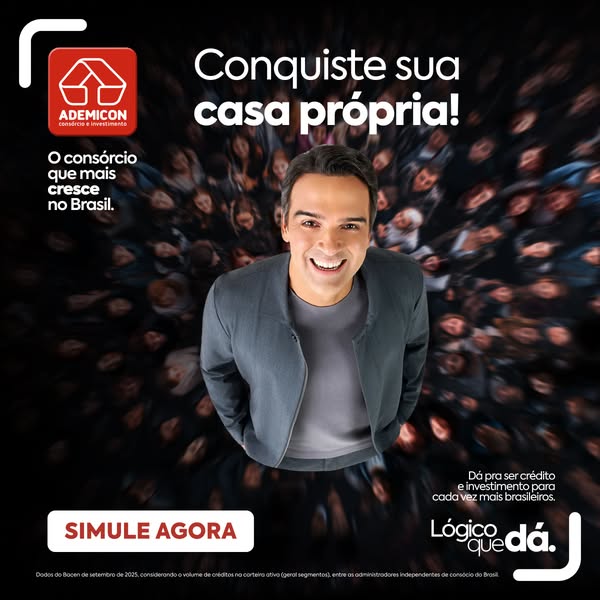 ADEMICON
consórcio e investimento
O consórcio
que mais
cresce
no Brasil.
Conquiste sua
casa própria!
Dá pra ser crédito
e investimento para
cada vez mais brasileiros.
SIMULE AGORA
Lógico
que dá.
Dados do Bacen de setembro de 2025, considerando o volume de créditos na carteira ativa (geral segmentos), entre as administradores independentes de consócio do Brasil.